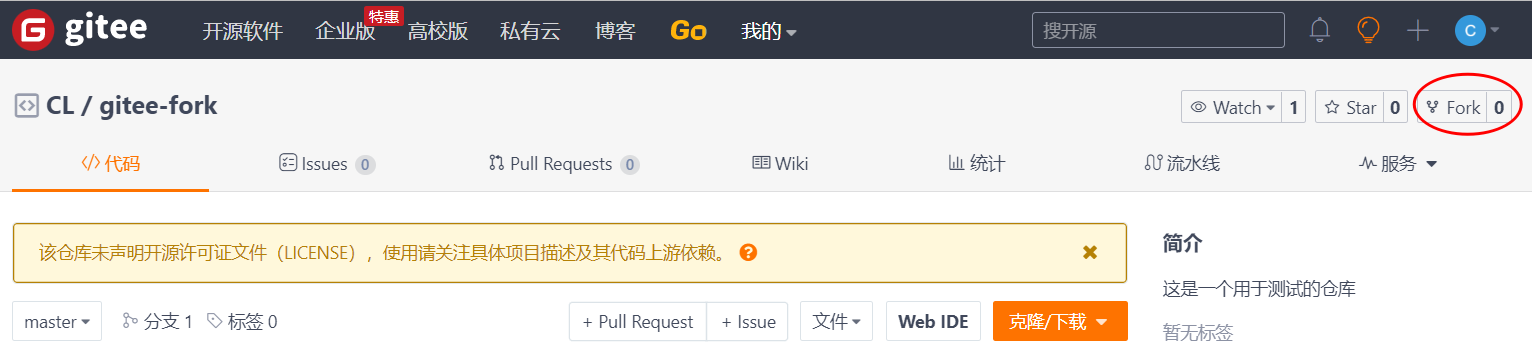 gitee 开源软件 企业版 特惠 高校版 私有云 博客 Go 我的 搜开源 C
CL / gitee-fork Watch 1 Star 0 Fork 0
代码 Issues 0 Pull Requests 0 Wiki 统计 流水线 服务
该仓库未声明开源许可证文件（LICENSE），使用请关注具体项目描述及其代码上游依赖。 ?
简介
这是一个用于测试的仓库
master 分支 1 标签 0 + Pull Request + Issue 文件 Web IDE 克隆/下载
暂无标签